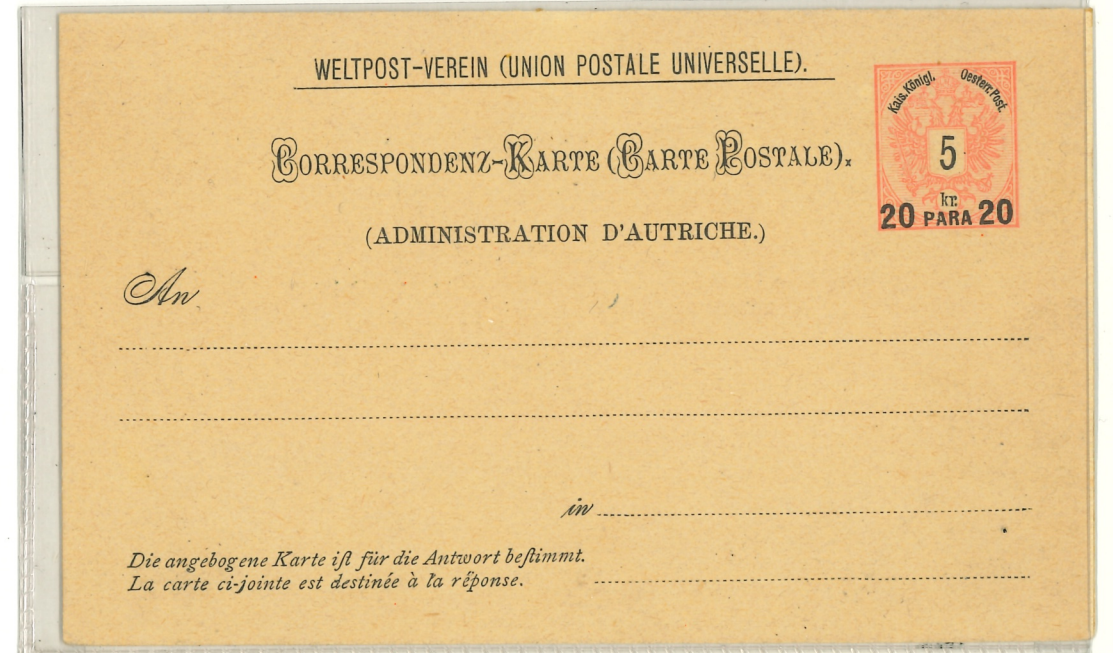 WELTPOST-VEREIN (UNION POSTALE UNIVERSELLE).
Kais. Königl. Oesterr. Post.
5
kr.
20 PARA 20
CORRESPONDENZ-KARTE (CARTE POSTALE).
(ADMINISTRATION D'AUTRICHE.)
An
in
Die angebogene Karte iſt für die Antwort beſtimmt.
La carte ci-jointe est destinée à la réponse.